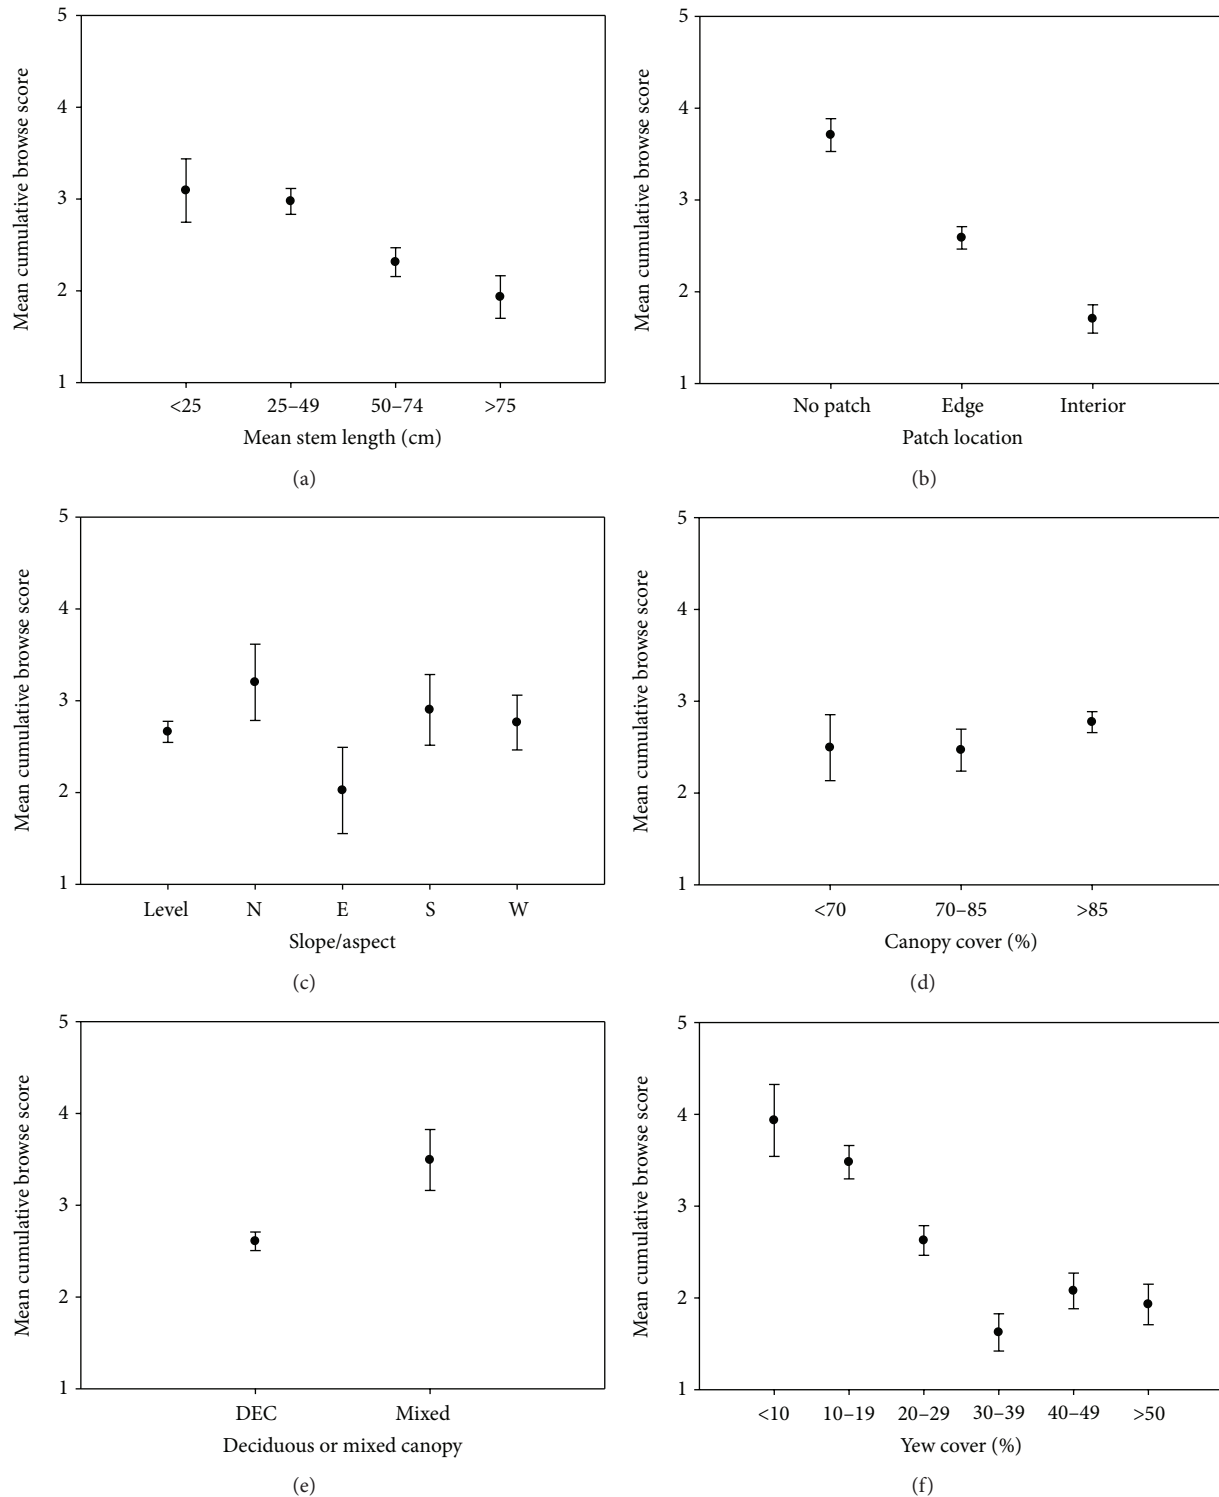 5
4
3
2
1
Mean cumulative browse score
<25 25–49 50–74 >75
Mean stem length (cm)
(a)
5
4
3
2
1
Mean cumulative browse score
No patch Edge Interior
Patch location
(b)
5
4
3
2
1
Mean cumulative browse score
Level N E S W
Slope/aspect
(c)
5
4
3
2
1
Mean cumulative browse score
<70 70–85 >85
Canopy cover (%)
(d)
5
4
3
2
1
Mean cumulative browse score
DEC Mixed
Deciduous or mixed canopy
(e)
5
4
3
2
1
Mean cumulative browse score
<10 10–19 20–29 30–39 40–49 >50
Yew cover (%)
(f)